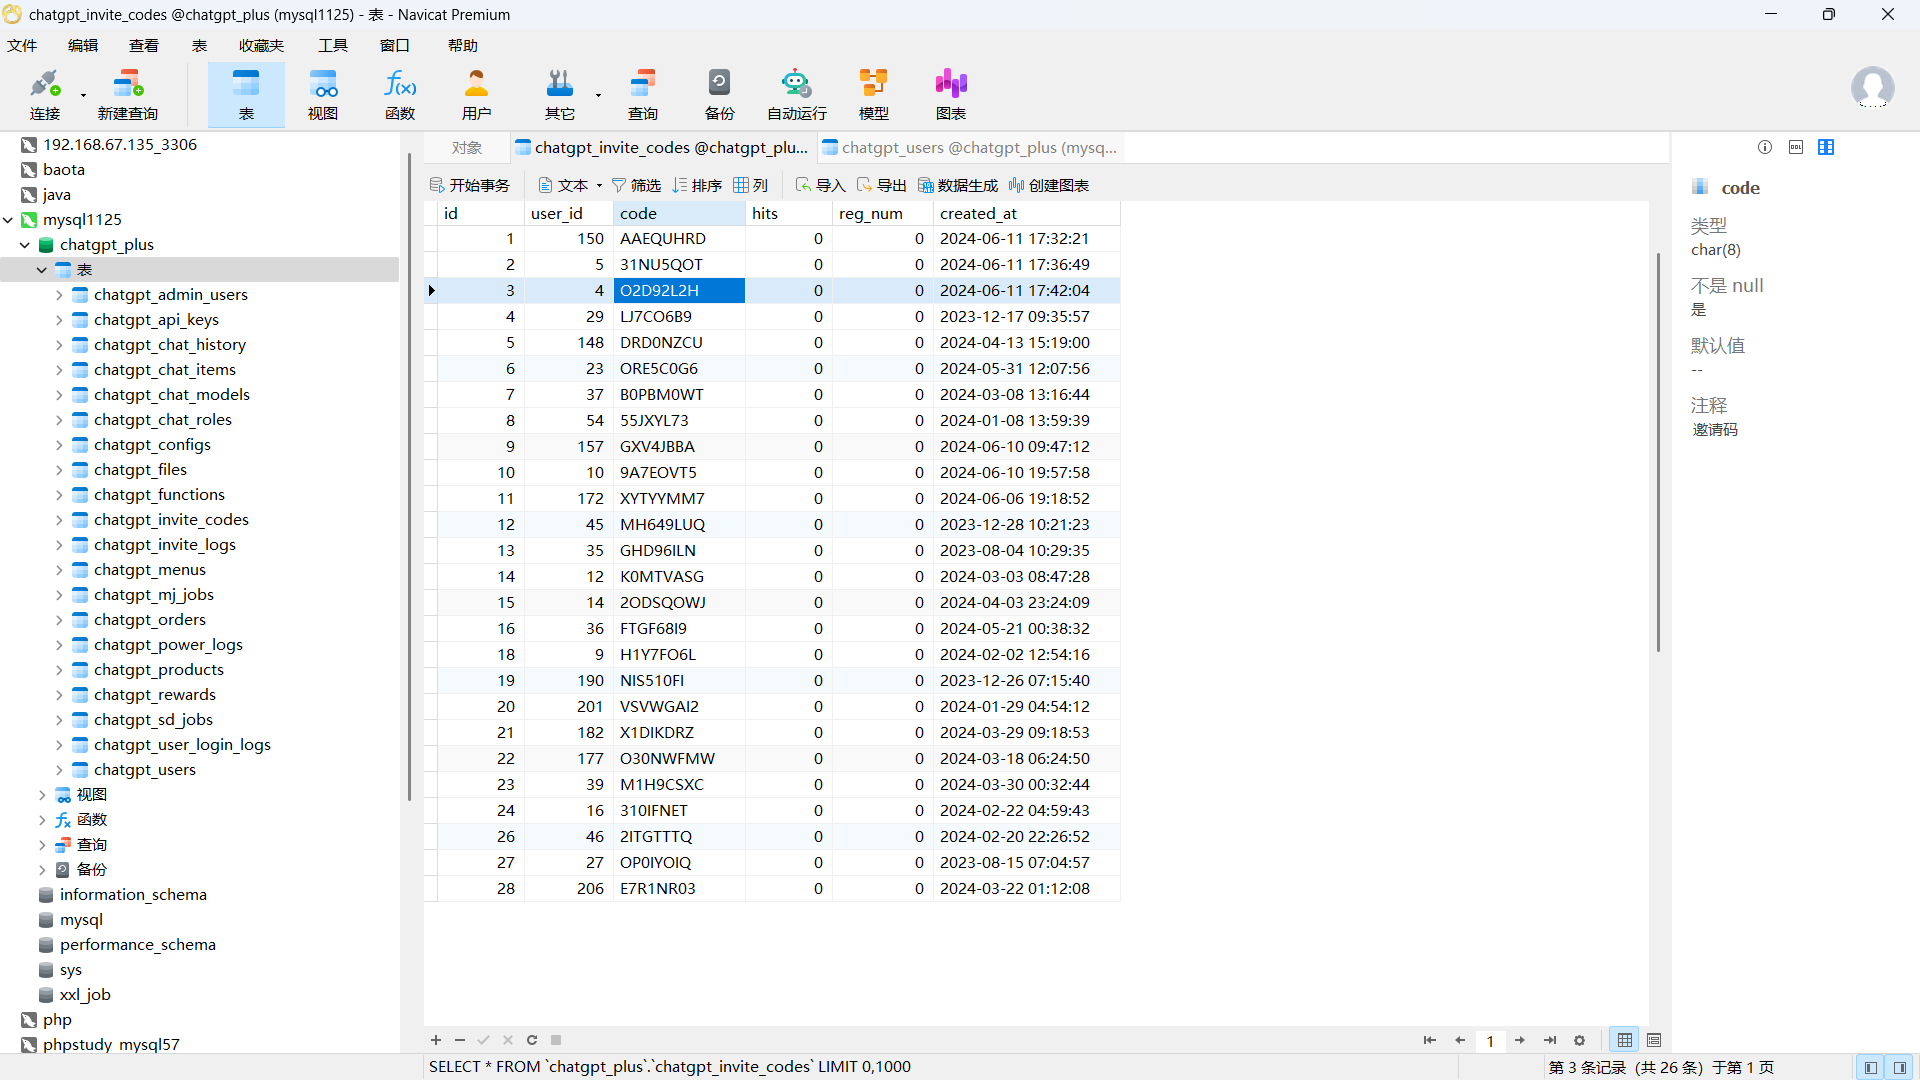 chatgpt_invite_codes @chatgpt_plus (mysql1125) - 表 - Navicat Premium
文件 编辑 查看 表 收藏夹 工具 窗口 帮助
连接 新建查询 表 视图 函数 用户 其它 查询 备份 自动运行 模型 图表
192.168.67.135_3306
baota
java
mysql1125
chatgpt_plus
表
chatgpt_admin_users
chatgpt_api_keys
chatgpt_chat_history
chatgpt_chat_items
chatgpt_chat_models
chatgpt_chat_roles
chatgpt_configs
chatgpt_files
chatgpt_functions
chatgpt_invite_codes
chatgpt_invite_logs
chatgpt_menus
chatgpt_mj_jobs
chatgpt_orders
chatgpt_power_logs
chatgpt_products
chatgpt_rewards
chatgpt_sd_jobs
chatgpt_user_login_logs
chatgpt_users
视图
函数
查询
备份
information_schema
mysql
performance_schema
sys
xxl_job
php
phpstudy_mysql57
对象 chatgpt_invite_codes @chatgpt_plu... chatgpt_users @chatgpt_plus (mysq...
开始事务 文本 筛选 排序 列 导入 导出 数据生成 创建图表
id user_id code hits reg_num created_at
1 150 AAEQUHRD 0 0 2024-06-11 17:32:21
2 5 31NU5QOT 0 0 2024-06-11 17:36:49
3 4 O2D92L2H 0 0 2024-06-11 17:42:04
4 29 LJ7CO6B9 0 0 2023-12-17 09:35:57
5 148 DRD0NZCU 0 0 2024-04-13 15:19:00
6 23 ORE5C0G6 0 0 2024-05-31 12:07:56
7 37 B0PBM0WT 0 0 2024-03-08 13:16:44
8 54 55JXYL73 0 0 2024-01-08 13:59:39
9 157 GXV4JBBA 0 0 2024-06-10 09:47:12
10 10 9A7EOVT5 0 0 2024-06-10 19:57:58
11 172 XYTYYMM7 0 0 2024-06-06 19:18:52
12 45 MH649LUQ 0 0 2023-12-28 10:21:23
13 35 GHD96ILN 0 0 2023-08-04 10:29:35
14 12 K0MTVASG 0 0 2024-03-03 08:47:28
15 14 2ODSQOWJ 0 0 2024-04-03 23:24:09
16 36 FTGF68I9 0 0 2024-05-21 00:38:32
18 9 H1Y7FO6L 0 0 2024-02-02 12:54:16
19 190 NIS510FI 0 0 2023-12-26 07:15:40
20 201 VSVWGAI2 0 0 2024-01-29 04:54:12
21 182 X1DIKDRZ 0 0 2024-03-29 09:18:53
22 177 O30NWFMW 0 0 2024-03-18 06:24:50
23 39 M1H9CSXC 0 0 2024-03-30 00:32:44
24 16 310IFNET 0 0 2024-02-22 04:59:43
26 46 2ITGTTTQ 0 0 2024-02-20 22:26:52
27 27 OP0IYOIQ 0 0 2023-08-15 07:04:57
28 206 E7R1NR03 0 0 2024-03-22 01:12:08
code
类型
char(8)
不是 null
是
默认值
--
注释
邀请码
1
SELECT * FROM `chatgpt_plus`.`chatgpt_invite_codes` LIMIT 0,1000
第 3 条记录 (共 26 条) 于第 1 页